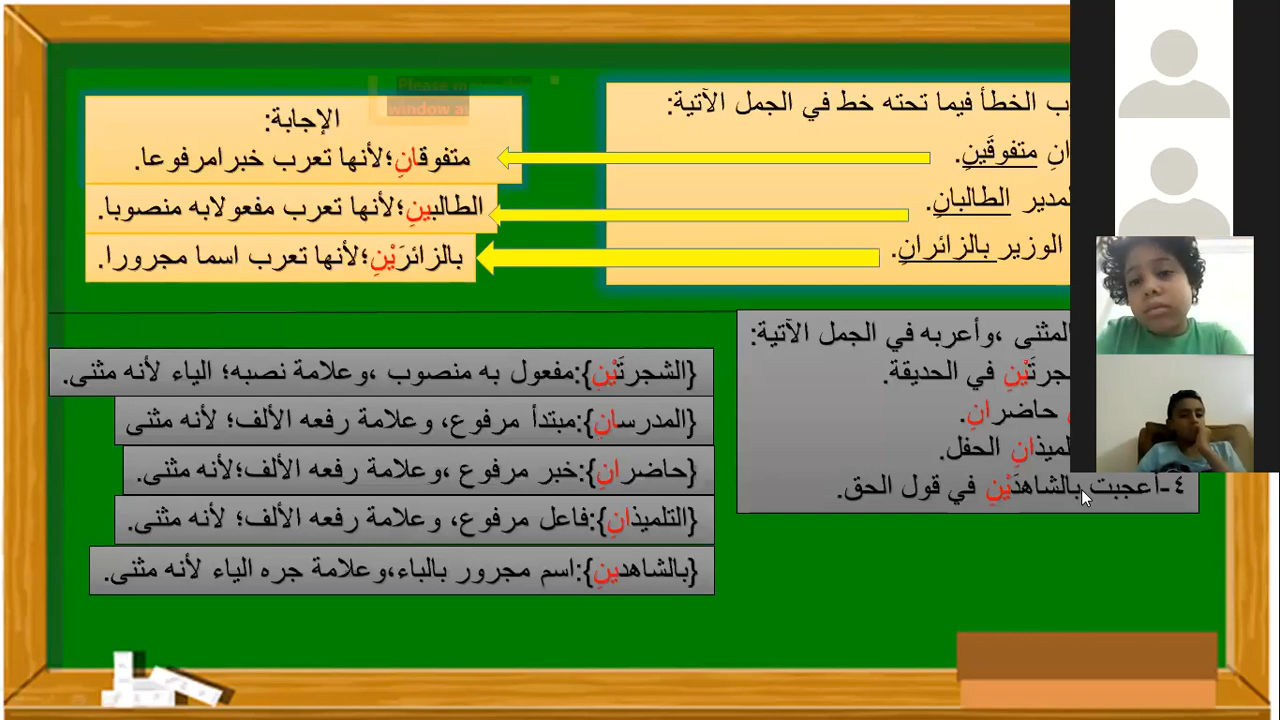 ب الخطأ فيما تحته خط في الجمل الآتية:
انِ متفوقَينِ.
لمدير الطالبانِ.
الوزير بالزائرانِ.
الإجابة:
متفوقانِ؛لأنها تعرب خبرامرفوعا.
الطالبينِ؛لأنها تعرب مفعولابه منصوبا.
بالزائرَيْنِ؛لأنها تعرب اسما مجرورا.
المثنى ،وأعربه في الجمل الآتية:
جرتَيْنِ في الحديقة.
حاضرانِ.
لميذانِ الحفل.
٤-أعجبت بالشاهدَيْنِ في قول الحق.
{الشجرتَيْنِ}:مفعول به منصوب ،وعلامة نصبه؛ الياء لأنه مثنى.
{المدرسانِ}:مبتدأ مرفوع، وعلامة رفعه الألف؛ لأنه مثنى
{حاضرانِ}:خبر مرفوع ،وعلامة رفعه الألف؛لأنه مثنى.
{التلميذانِ}:فاعل مرفوع، وعلامة رفعه الألف؛ لأنه مثنى.
{بالشاهدينِ}:اسم مجرور بالباء،وعلامة جره الياء لأنه مثنى.
Please
window